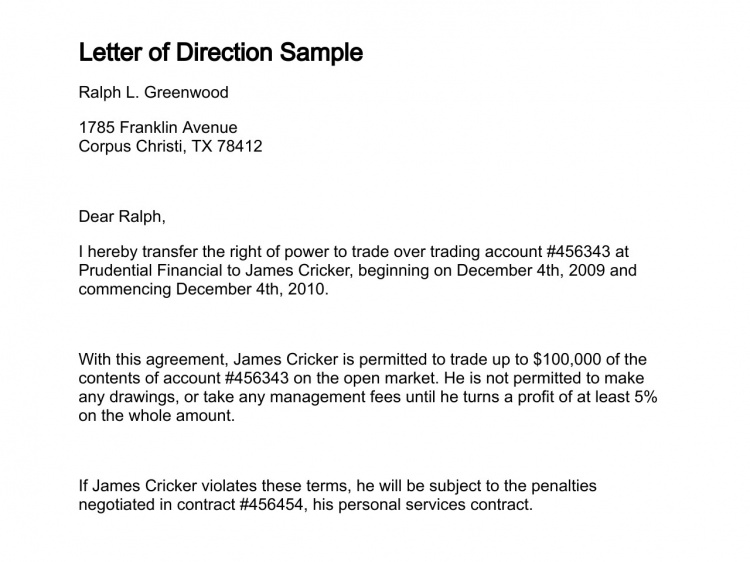 Letter of Direction Sample
Ralph L. Greenwood
1785 Franklin Avenue
Corpus Christi, TX 78412
Dear Ralph,
I hereby transfer the right of power to trade over trading account #456343 at
Prudential Financial to James Cricker, beginning on December 4th, 2009 and
commencing December 4th, 2010.
With this agreement, James Cricker is permitted to trade up to $100,000 of the
contents of account #456343 on the open market. He is not permitted to make
any drawings, or take any management fees until he turns a profit of at least 5%
on the whole amount.
If James Cricker violates these terms, he will be subject to the penalties
negotiated in contract #456454, his personal services contract.